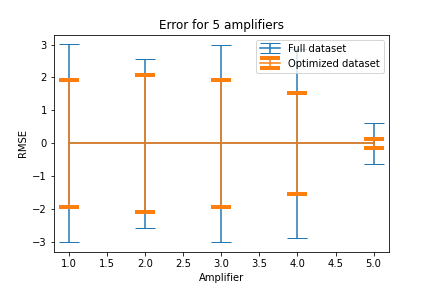 Error for 5 amplifiers
Full dataset
Optimized dataset
RMSE
3
2
1
0
−1
−2
−3
1.0 1.5 2.0 2.5 3.0 3.5 4.0 4.5 5.0
Amplifier